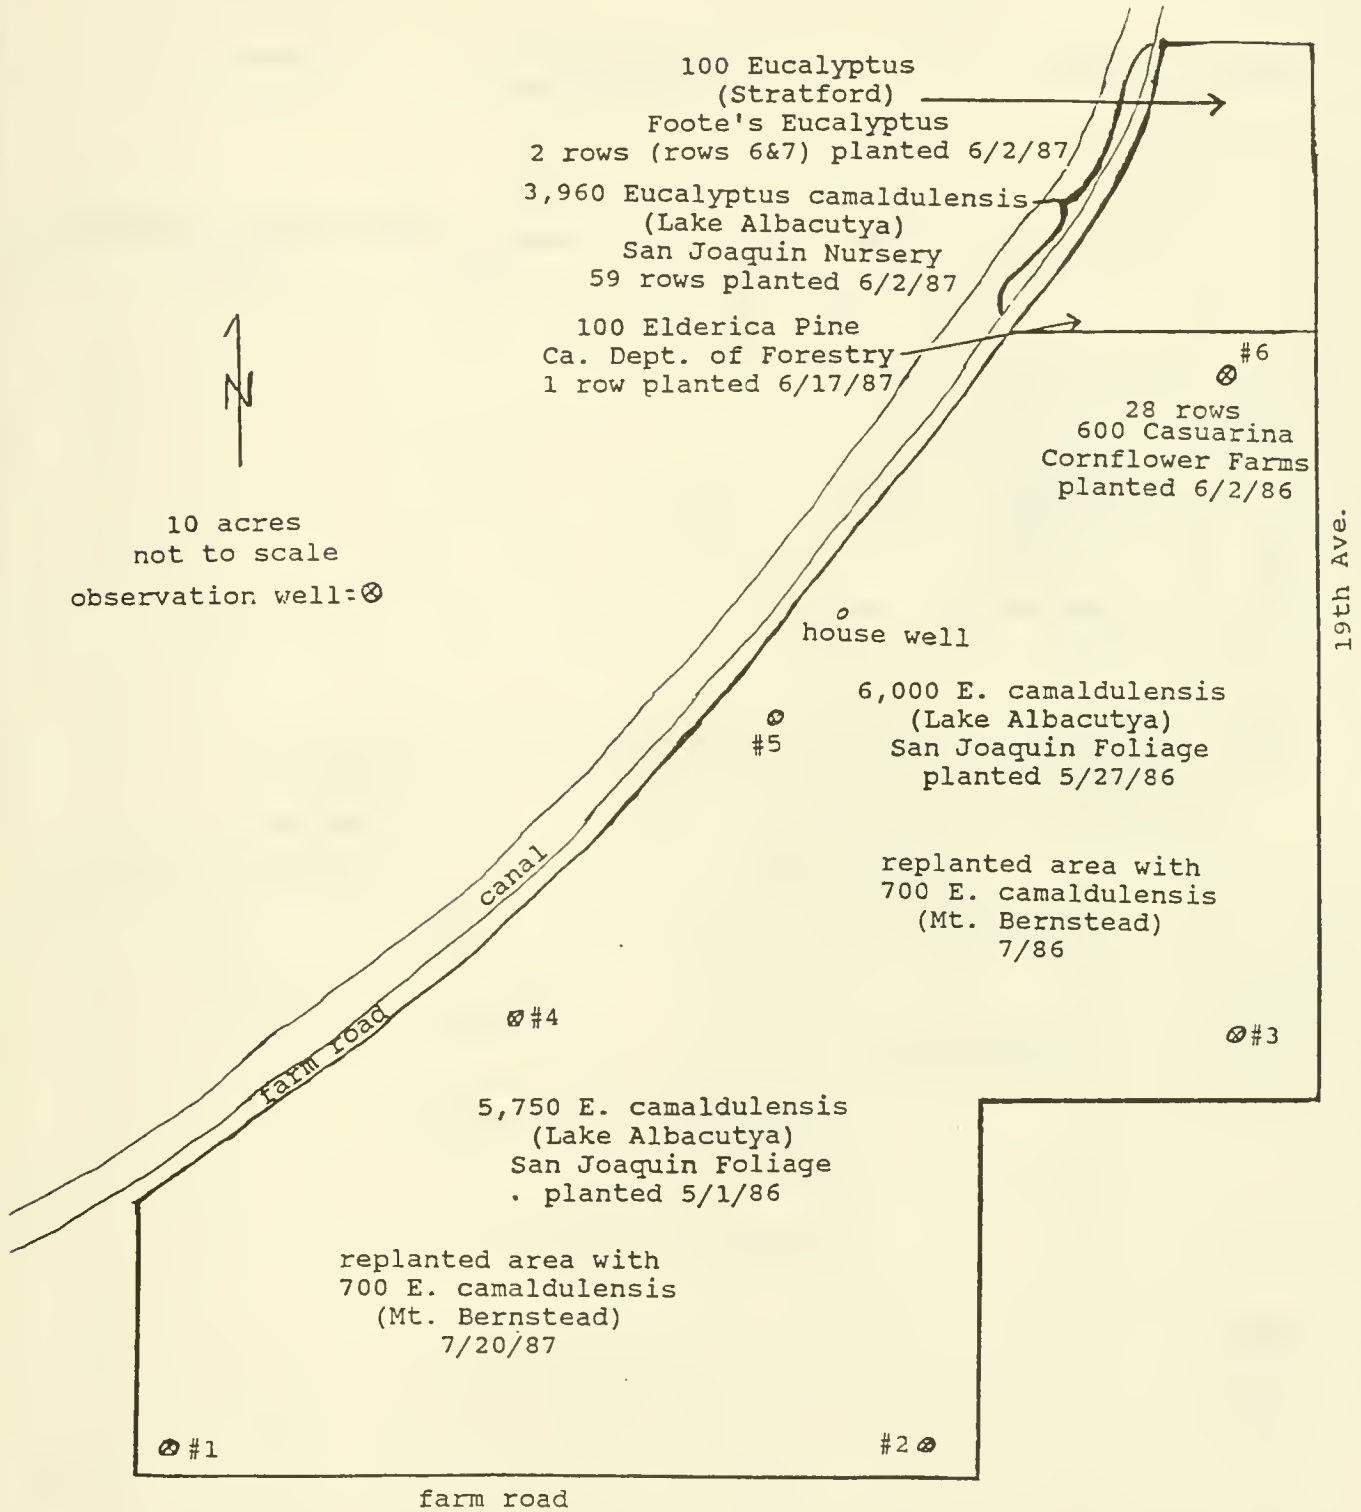 100 Eucalyptus
(Stratford)
Foote's Eucalyptus
2 rows (rows 6&7) planted 6/2/87
3,960 Eucalyptus camaldulensis
(Lake Albacutya)
San Joaquin Nursery
59 rows planted 6/2/87
100 Elderica Pine
Ca. Dept. of Forestry
1 row planted 6/17/87
N
10 acres
not to scale
observation well=⊗
#6
28 rows
600 Casuarina
Cornflower Farms
planted 6/2/86
19th Ave.
house well
#5
6,000 E. camaldulensis
(Lake Albacutya)
San Joaquin Foliage
planted 5/27/86
replanted area with
700 E. camaldulensis
(Mt. Bernstead)
7/86
canal
farm road
#4
#3
5,750 E. camaldulensis
(Lake Albacutya)
San Joaquin Foliage
planted 5/1/86
replanted area with
700 E. camaldulensis
(Mt. Bernstead)
7/20/87
#1
#2
farm road